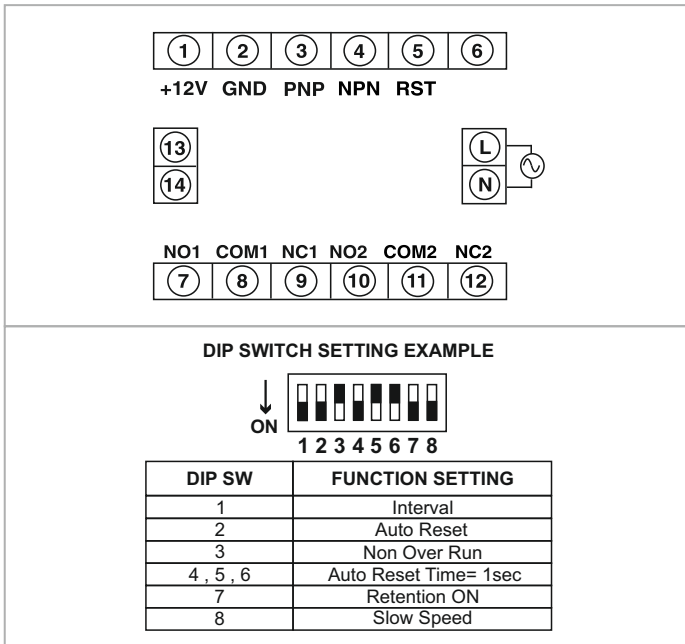 1 2 3 4 5 6
+12V GND PNP NPN RST
13 L
14 N
NO1 COM1 NC1 NO2 COM2 NC2
7 8 9 10 11 12
DIP SWITCH SETTING EXAMPLE
ON
1 2 3 4 5 6 7 8
DIP SW FUNCTION SETTING
1 Interval
2 Auto Reset
3 Non Over Run
4 , 5 , 6 Auto Reset Time= 1sec
7 Retention ON
8 Slow Speed